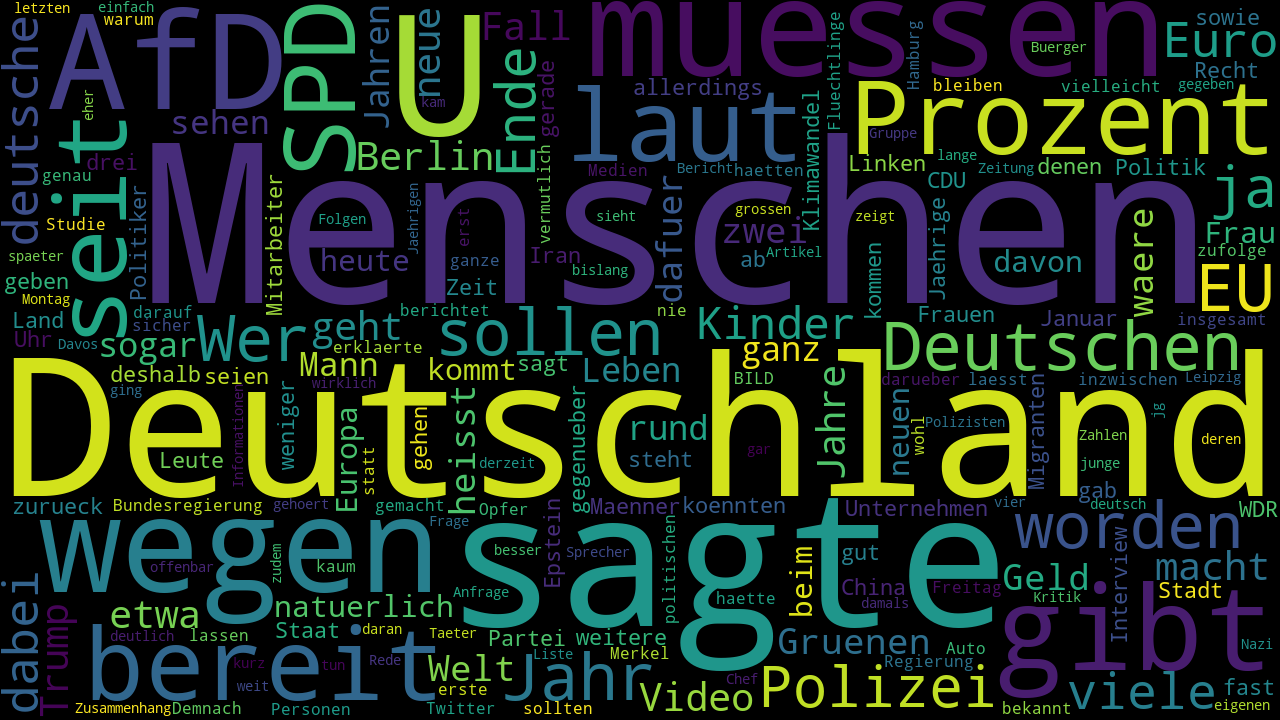 letzten
einfach
warum
deutsche
AfD
SPD
Jahren
U
neue
Fall
muessen
sowie
Euro
Buerger
Recht
Hamburg
eher
sehen
kam
Ende
gerade
allerdings
laut
Fluechtlinge
bleiben
vielleicht
gegeben
Prozent
seit
drei
genau
Berlin
Medien
Bericht
haetten
Klimawandel
Gruppe
Linken
lange
Zeitung
denen
Politik
CDU
ja
Menschen
Studie
Politiker
Mitarbeiter
Folgen
Jaehrigen
erst
vermutlich
sieht
dafuer
grossen
zwei
zeigt
Jaehrige
waere
Frau
zufolge
spaeter
heute
ganze
Iran
bislang
ab
Artikel
kommen
davon
EU
geben
Montag
Zeit
darauf
sicher
berichtet
nie
Frauen
Januar
insgesamt
Land
Uhr
Davos
sogar
Wer
geht
erklaerte
sollen
Kinder
ganz
Deutschen
deshalb
seien
Mann
wirklich
kommt
sagt
Leben
BILD
darueber
laesst
inzwischen
Leipzig
ging
Deutschland
Leute
Informationen
weniger
Europa
statt
gehen
heisst
derzeit
gegenueber
rund
steht
gar
Jahre
neuen
wohl
Polizisten
Migranten
Zahlen
junge
jg
deren
gab
zurueck
Bundesregierung
gehoert
gemacht
Opfer
Maenner
koennten
Unternehmen
vier
deutsch
WDR
wegen
Frage
sagte
worden
offenbar
zudem
kaum
besser
Sprecher
Epstein
politischen
beim
gut
Interview
macht
dabei
Trump
etwa
natuerlich
Anfrage
haette
China
damals
Freitag
Geld
Kritik
Stadt
gibt
deutlich
lassen
Staat
daran
Taeter
Partei
weitere
Merkel
Gruenen
Regierung
Auto
Nazi
bereit
kurz
tun
weit
Rede
Welt
erste
Liste
Jahr
Video
Chef
Polizei
viele
fast
Zusammenhang
Demnach
Personen
Twitter
sollten
bekannt
eigenen